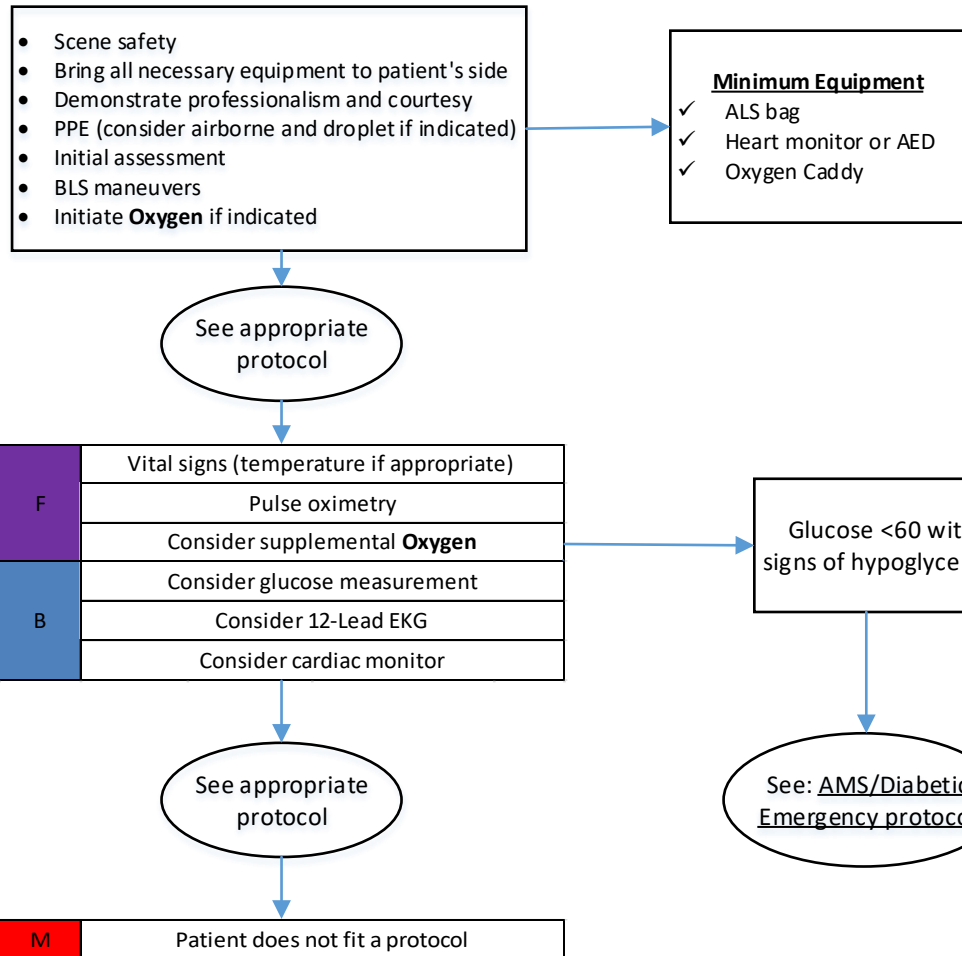 • Scene safety
• Bring all necessary equipment to patient's side
• Demonstrate professionalism and courtesy
• PPE (consider airborne and droplet if indicated)
• Initial assessment
• BLS maneuvers
• Initiate Oxygen if indicated
Minimum Equipment
✓ ALS bag
✓ Heart monitor or AED
✓ Oxygen Caddy
See appropriate
protocol
F
Vital signs (temperature if appropriate)
Pulse oximetry
Consider supplemental Oxygen
B
Consider glucose measurement
Consider 12-Lead EKG
Consider cardiac monitor
Glucose <60
signs of
See appropriate
protocol
See: AMS/Diabetic
Emergency
M
Patient does not fit a protocol